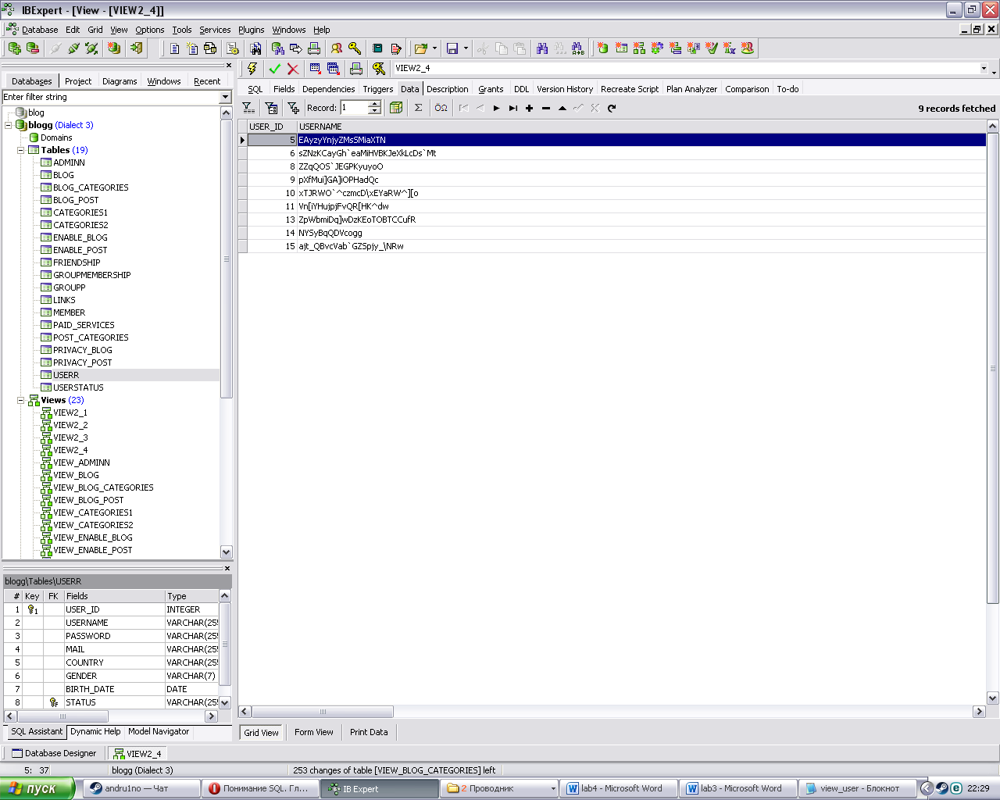 IBExpert - [View - [VIEW2_4]]
Database Edit Grid View Options Tools Services Plugins Windows Help
VIEW2_4
Databases Project Diagrams Windows Recent
Enter filter string
blog
blogg (Dialect 3)
Domains
Tables (19)
ADMINN
BLOG
BLOG_CATEGORIES
BLOG_POST
CATEGORIES1
CATEGORIES2
ENABLE_BLOG
ENABLE_POST
FRIENDSHIP
GROUPMEMBERSHIP
GROUPP
LINKS
MEMBER
PAID_SERVICES
POST_CATEGORIES
PRIVACY_BLOG
PRIVACY_POST
USERR
USERSTATUS
Views (23)
VIEW2_1
VIEW2_2
VIEW2_3
VIEW2_4
VIEW_ADMINN
VIEW_BLOG
VIEW_BLOG_CATEGORIES
VIEW_BLOG_POST
VIEW_CATEGORIES1
VIEW_CATEGORIES2
VIEW_ENABLE_BLOG
VIEW_ENABLE_POST
blogg\Tables\USERR
# Key FK Fields Type
1 1 USER_ID INTEGER
2 USERNAME VARCHAR(255
3 PASSWORD VARCHAR(255
4 MAIL VARCHAR(255
5 COUNTRY VARCHAR(255
6 GENDER VARCHAR(7)
7 BIRTH_DATE DATE
8 F STATUS VARCHAR(255
SQL Assistant Dynamic Help Model Navigator
SQL Fields Dependencies Triggers Data Description Grants DDL Version History Recreate Script Plan Analyzer Comparison To-do
Record: 1 Σ ÖΩ 9 records fetched
USER_ID USERNAME
5 EAyzyYnjyZMsSMiaXTN
6 sZNzKCayGh`eaMiHVBKJeXkLcDs`Mt
8 ZZqQOS`JEGPKyuyoO
9 pXfMui]GA]iOPHadQc
10 xTJRWO`^czmcD\xEYaRW^][o
11 Vn[iYHujpjFvQR[HK^dw
13 ZpWbmiDq]wDzKEoTOBTCCufR
14 NYSyBqQDVcogg
15 ajt_QBvcVab`GZSpjy_\NRw
Grid View Form View Print Data
Database Designer VIEW2_4
5: 37 blogg (Dialect 3) 253 changes of table [VIEW_BLOG_CATEGORIES] left
пуск andru1no — Чат Понимание SQL. Гл... IB Expert 2 Проводник lab4 - Microsoft Word lab3 - Microsoft Word view_user - Блокнот 22:29